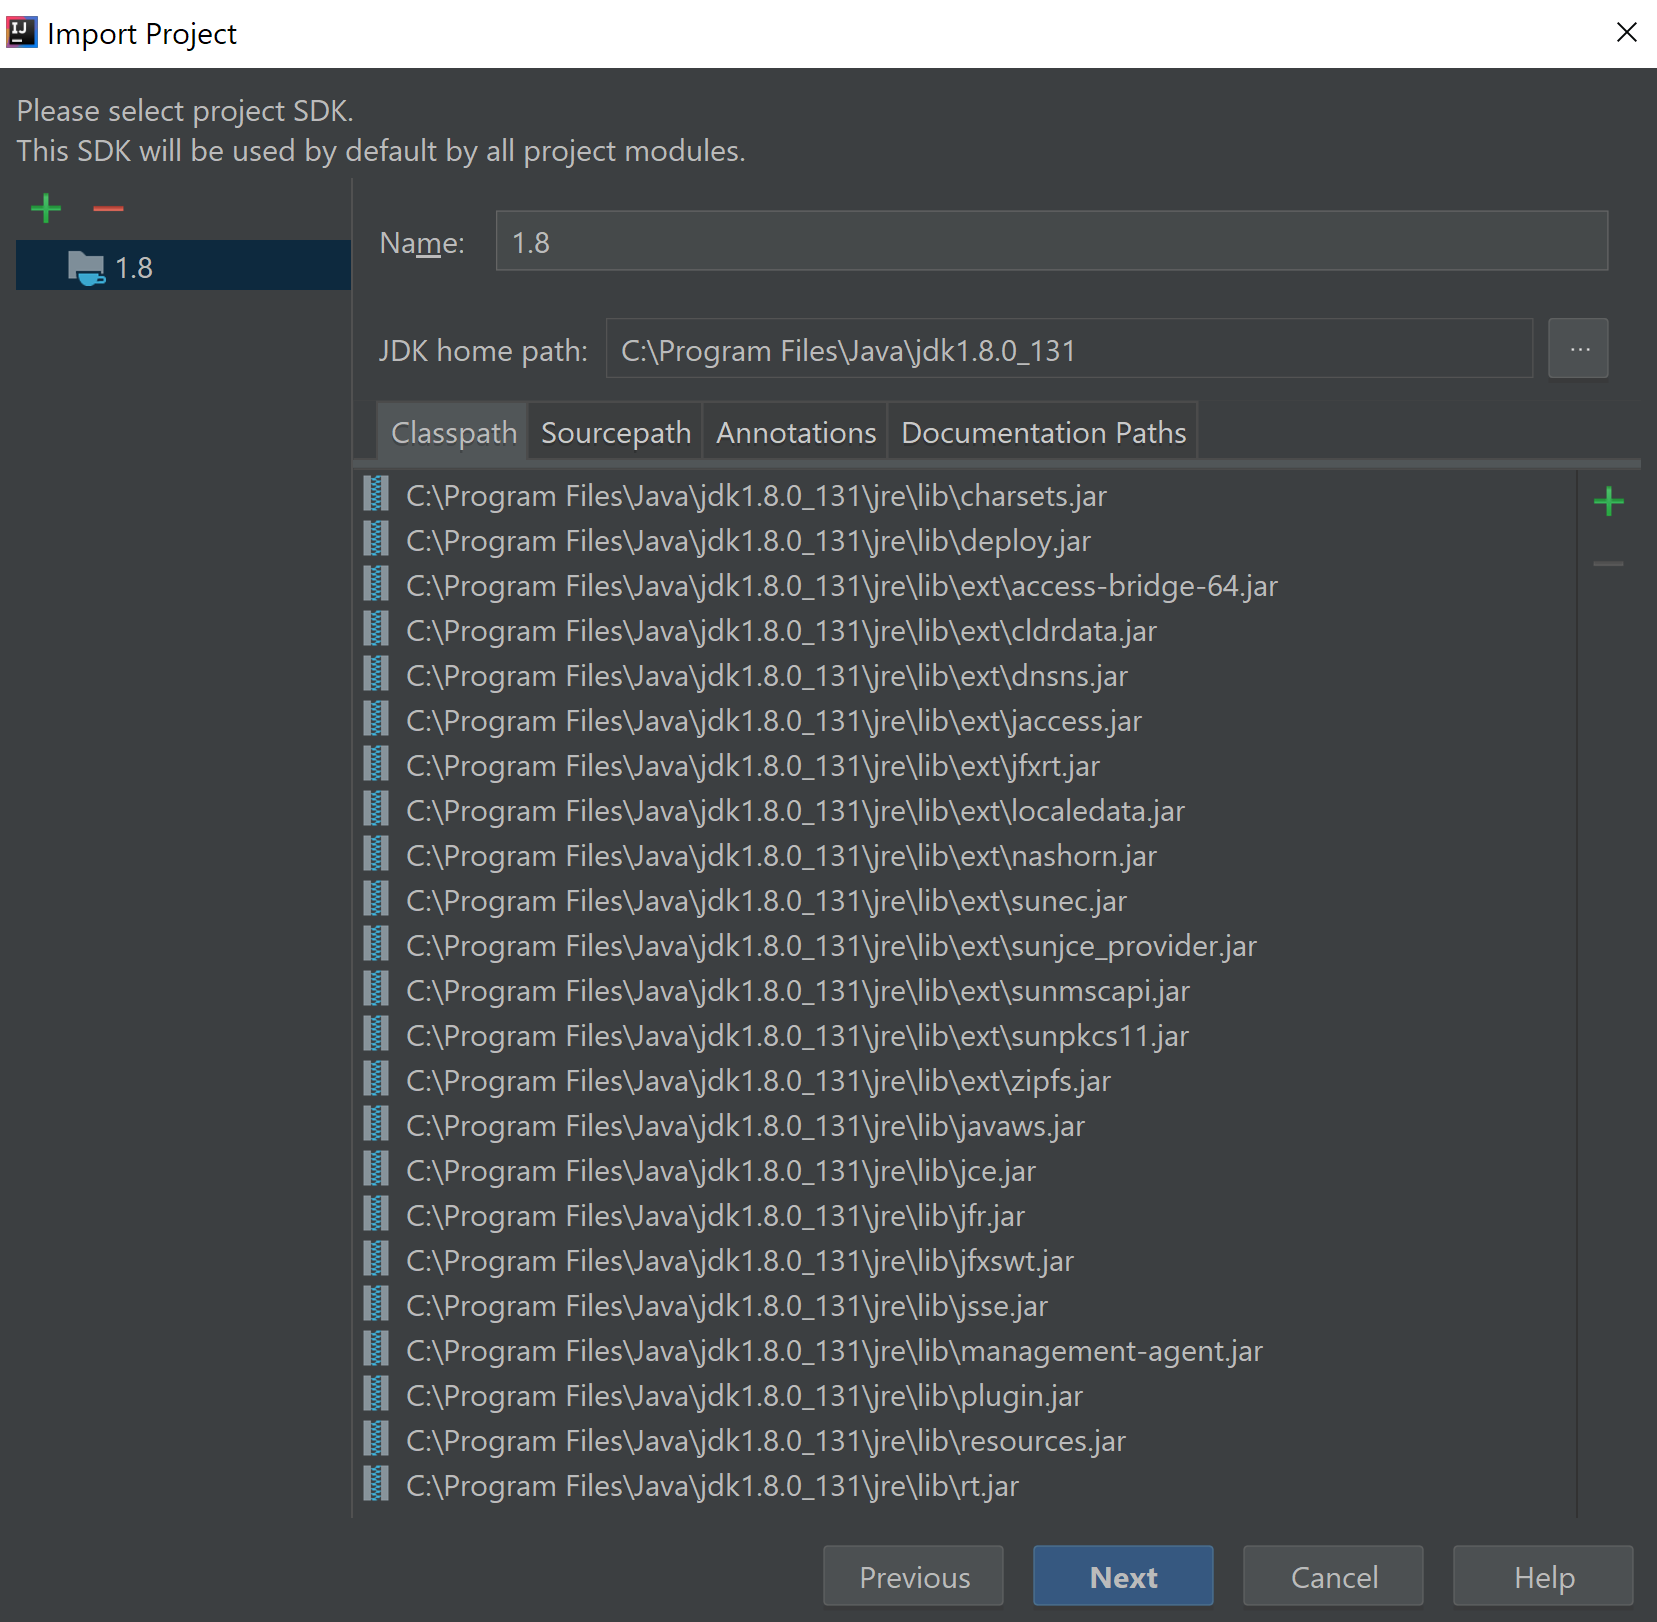 IJ
Import Project
Please select project SDK.
This SDK will be used by default by all project modules.
1.8
Name: 1.8
JDK home path: C:\Program Files\Java\jdk1.8.0_131 ...
Classpath Sourcepath Annotations Documentation Paths
C:\Program Files\Java\jdk1.8.0_131\jre\lib\charsets.jar
C:\Program Files\Java\jdk1.8.0_131\jre\lib\deploy.jar
C:\Program Files\Java\jdk1.8.0_131\jre\lib\ext\access-bridge-64.jar
C:\Program Files\Java\jdk1.8.0_131\jre\lib\ext\cldrdata.jar
C:\Program Files\Java\jdk1.8.0_131\jre\lib\ext\dnsns.jar
C:\Program Files\Java\jdk1.8.0_131\jre\lib\ext\jaccess.jar
C:\Program Files\Java\jdk1.8.0_131\jre\lib\ext\jfxrt.jar
C:\Program Files\Java\jdk1.8.0_131\jre\lib\ext\localedata.jar
C:\Program Files\Java\jdk1.8.0_131\jre\lib\ext\nashorn.jar
C:\Program Files\Java\jdk1.8.0_131\jre\lib\ext\sunec.jar
C:\Program Files\Java\jdk1.8.0_131\jre\lib\ext\sunjce_provider.jar
C:\Program Files\Java\jdk1.8.0_131\jre\lib\ext\sunmscapi.jar
C:\Program Files\Java\jdk1.8.0_131\jre\lib\ext\sunpkcs11.jar
C:\Program Files\Java\jdk1.8.0_131\jre\lib\ext\zipfs.jar
C:\Program Files\Java\jdk1.8.0_131\jre\lib\javaws.jar
C:\Program Files\Java\jdk1.8.0_131\jre\lib\jce.jar
C:\Program Files\Java\jdk1.8.0_131\jre\lib\jfr.jar
C:\Program Files\Java\jdk1.8.0_131\jre\lib\jfxswt.jar
C:\Program Files\Java\jdk1.8.0_131\jre\lib\jsse.jar
C:\Program Files\Java\jdk1.8.0_131\jre\lib\management-agent.jar
C:\Program Files\Java\jdk1.8.0_131\jre\lib\plugin.jar
C:\Program Files\Java\jdk1.8.0_131\jre\lib\resources.jar
C:\Program Files\Java\jdk1.8.0_131\jre\lib\rt.jar
Previous Next Cancel Help